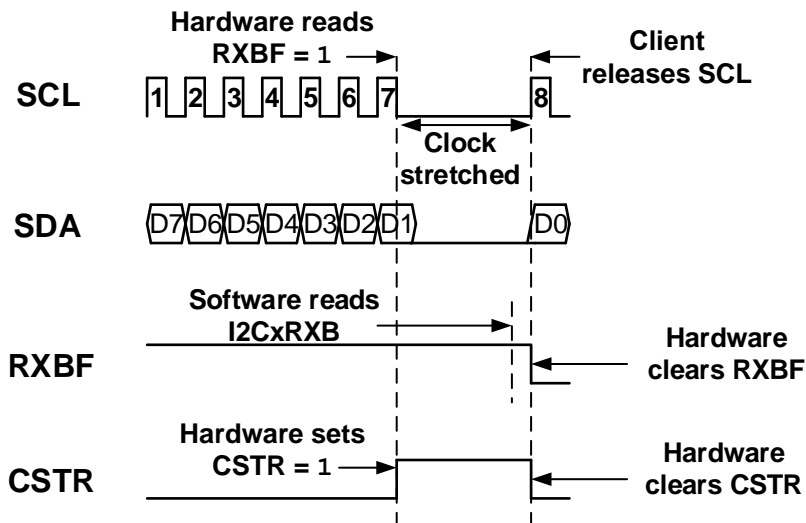 Hardware reads
RXBF = 1
Client
releases SCL
SCL
1 2 3 4 5 6 7 8
Clock
stretched
SDA
D7 D6 D5 D4 D3 D2 D1 D0
Software reads
I2CxRXB
RXBF
Hardware
clears RXBF
Hardware sets
CSTR = 1
CSTR
Hardware
clears CSTR